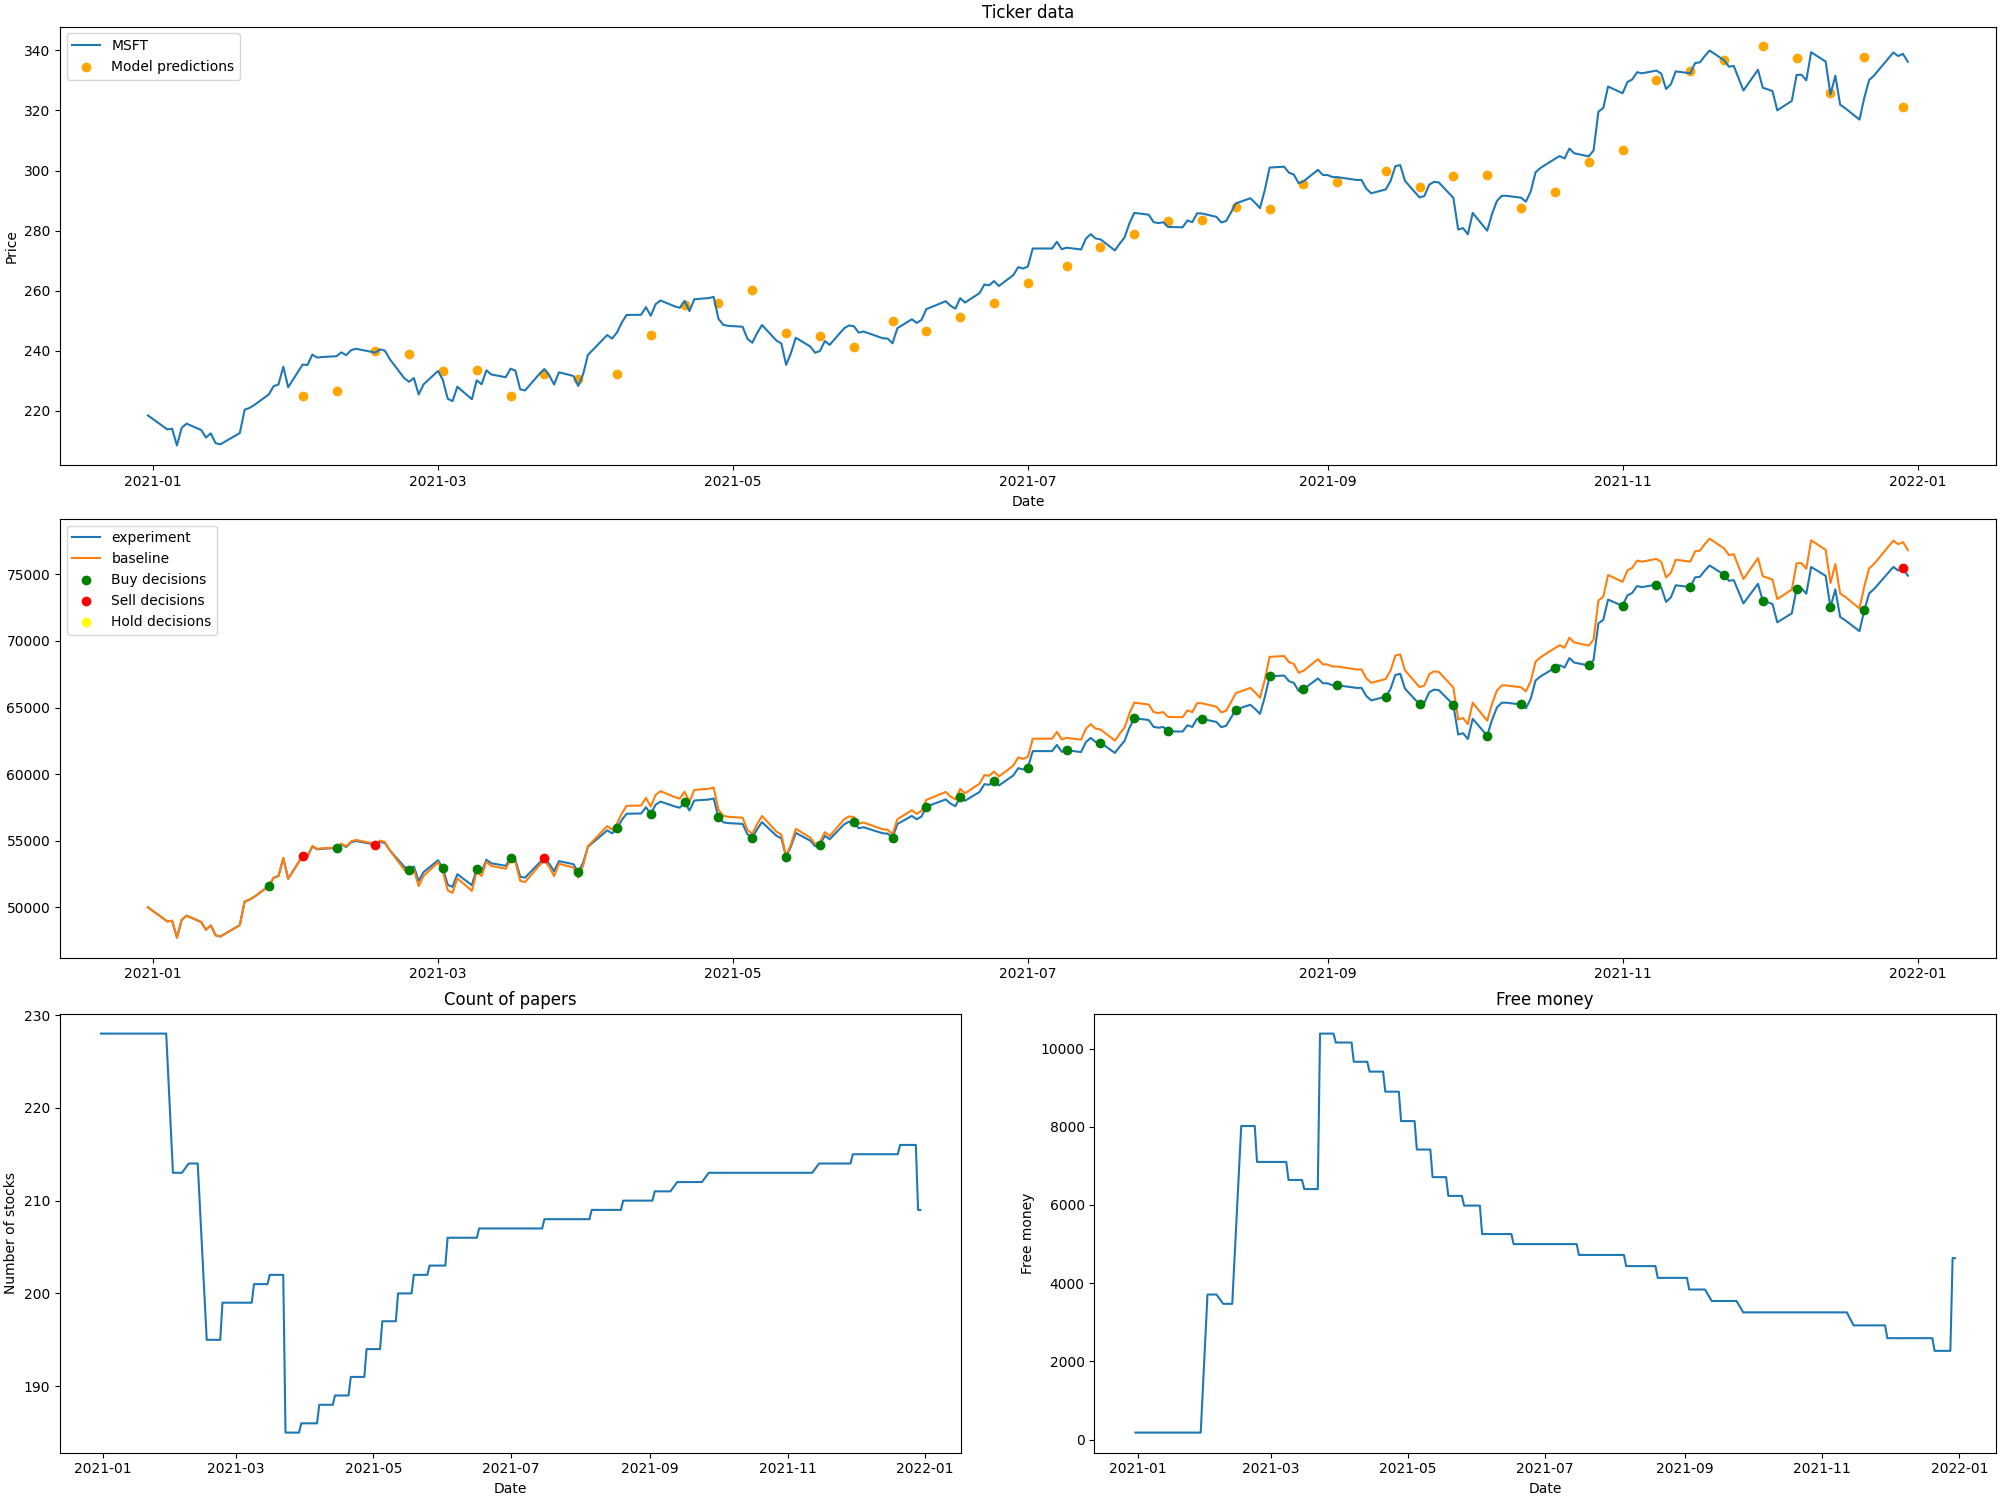 Ticker data
MSFT
Model predictions
340
320
300
280
260
240
220
Price
2021-01 2021-03 2021-05 2021-07 2021-09 2021-11 2022-01
Date
experiment
baseline
Buy decisions
Sell decisions
Hold decisions
75000
70000
65000
60000
55000
50000
2021-01 2021-03 2021-05 2021-07 2021-09 2021-11 2022-01
Count of papers
230
220
210
200
190
Number of stocks
2021-01 2021-03 2021-05 2021-07 2021-09 2021-11 2022-01
Date
Free money
10000
8000
6000
4000
2000
0
Free money
2021-01 2021-03 2021-05 2021-07 2021-09 2021-11 2022-01
Date